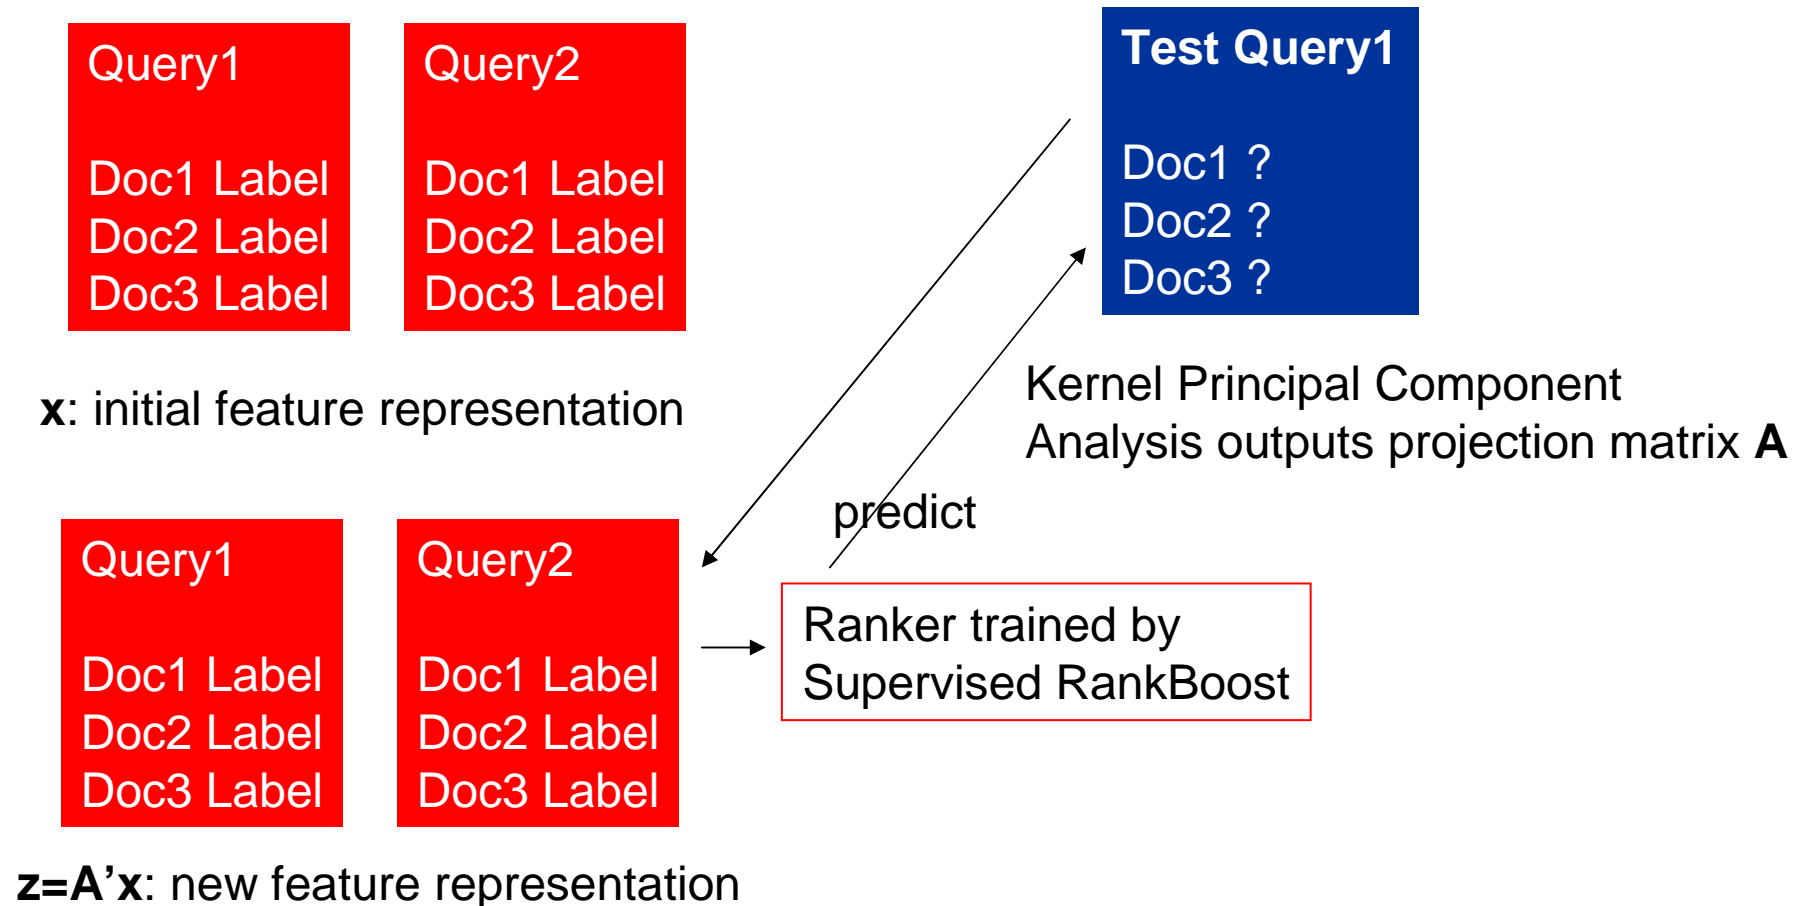 Query1
Doc1 Label
Doc2 Label
Doc3 Label
Query2
Doc1 Label
Doc2 Label
Doc3 Label
x: initial feature representation
Test Query1
Doc1 ?
Doc2 ?
Doc3 ?
Kernel Principal Component
Analysis outputs projection matrix A
predict
Query1
Doc1 Label
Doc2 Label
Doc3 Label
Query2
Doc1 Label
Doc2 Label
Doc3 Label
Ranker trained by
Supervised RankBoost
z=A’x: new feature representation